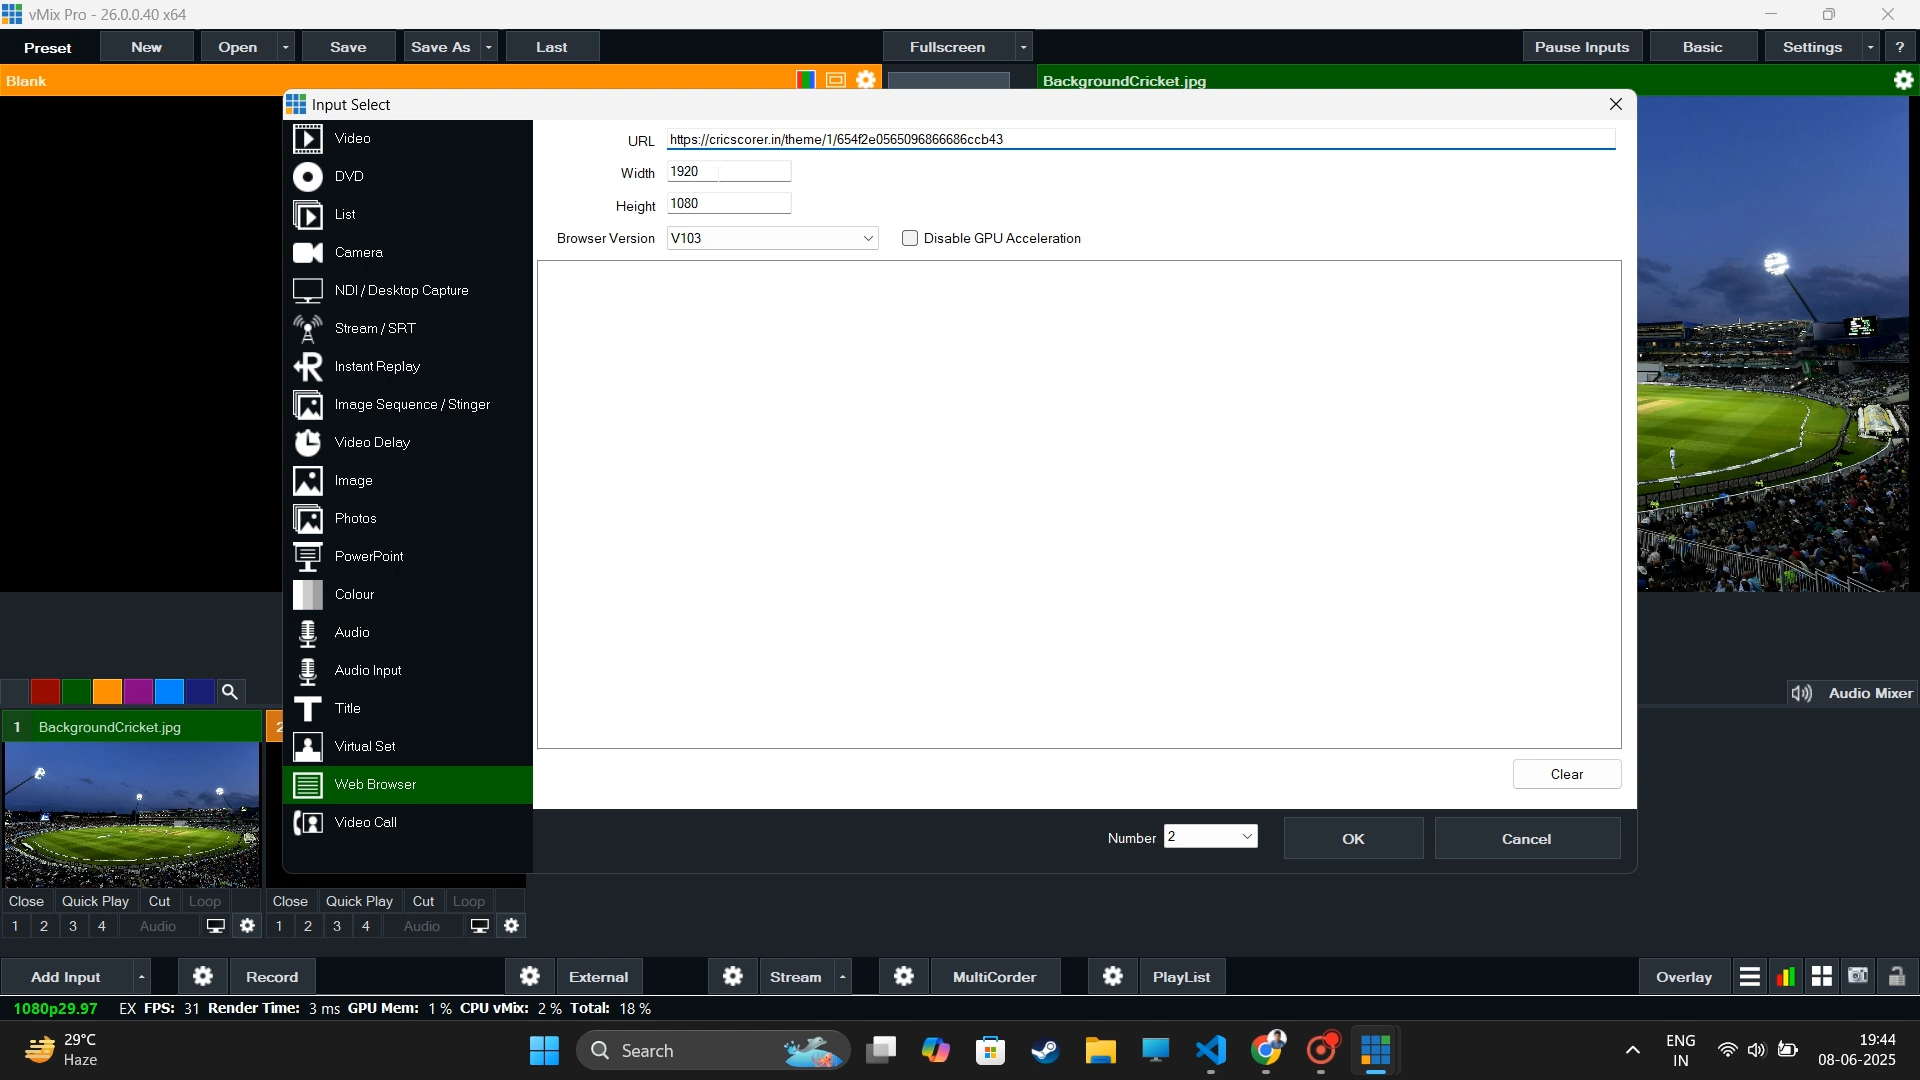 vMix Pro - 26.0.0.40 x64
Preset New Open Save Save As Last Fullscreen Pause Inputs Basic Settings ?
Blank
BackgroundCricket.jpg
Input Select
Video
DVD
List
Camera
NDI / Desktop Capture
Stream / SRT
Instant Replay
Image Sequence / Stinger
Video Delay
Image
Photos
PowerPoint
Colour
Audio
Audio Input
Title
Virtual Set
Web Browser
Video Call
URL https://cricscorer.in/theme/1/654f2e0565096866686ccb43
Width 1920
Height 1080
Browser Version V103 Disable GPU Acceleration
Clear
Number 2 OK Cancel
Audio Mixer
1 BackgroundCricket.jpg 2
Close Quick Play Cut Loop Close Quick Play Cut Loop
1 2 3 4 Audio 1 2 3 4 Audio
Add Input Record External Stream MultiCorder PlayList Overlay
1080p29.97 EX FPS: 31 Render Time: 3 ms GPU Mem: 1 % CPU vMix: 2 % Total: 18 %
29°C
Haze
Search
ENG
IN
19:44
08-06-2025